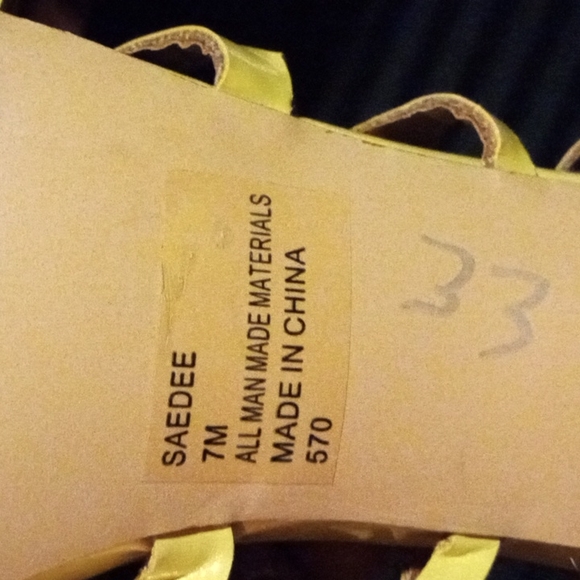 SAEDEE
7M
ALL MAN MADE MATERIALS
MADE IN CHINA
570
33